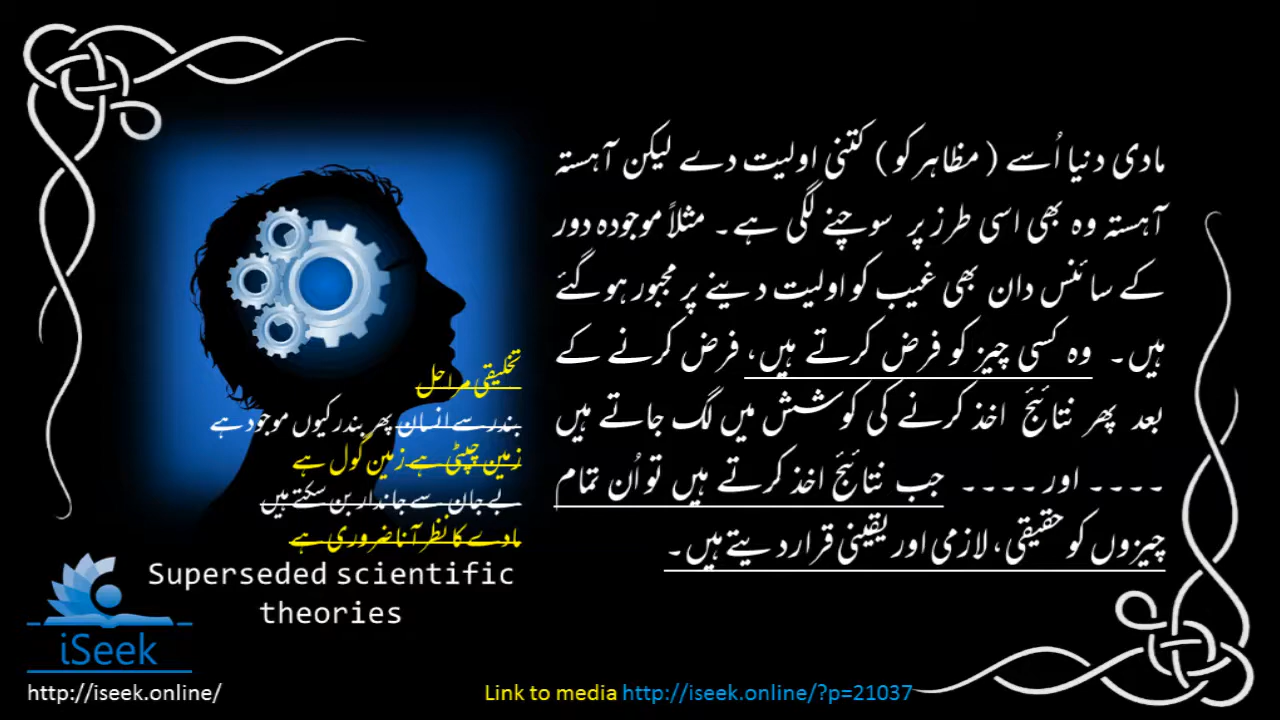 مادی دنیا اُسے ( مظاہر کو ) کتنی اولیت دے لیکن آہستہ
آہستہ وہ بھی اسی طرز پر سوچنے لگی ہے۔ مثلاً موجودہ دور
کے سائنس دان بھی غیب کو اولیت دینے پر مجبور ہوگئے
ہیں۔ وہ کسی چیز کو فرض کرتے ہیں، فرض کرنے کے
بعد پھر نتائج اخذ کرنے کی کوشش میں لگ جاتے ہیں
۔۔۔۔ اور ۔۔۔۔ جب نتائج اخذ کرتے ہیں تو اُن تمام
چیزوں کو حقیقی، لازمی اور یقینی قرار دیتے ہیں۔
تخلیقی مراحل
بندر سے انسان پھر بندر کیوں موجود ہے
زمین چپٹی ہے زمین گول ہے
بے جان سے جاندار بن سکتے ہیں
مادے کا نظر آنا ضروری ہے
Superseded scientific
theories
iSeek
http://iseek.online/
Link to media http://iseek.online/?p=21037